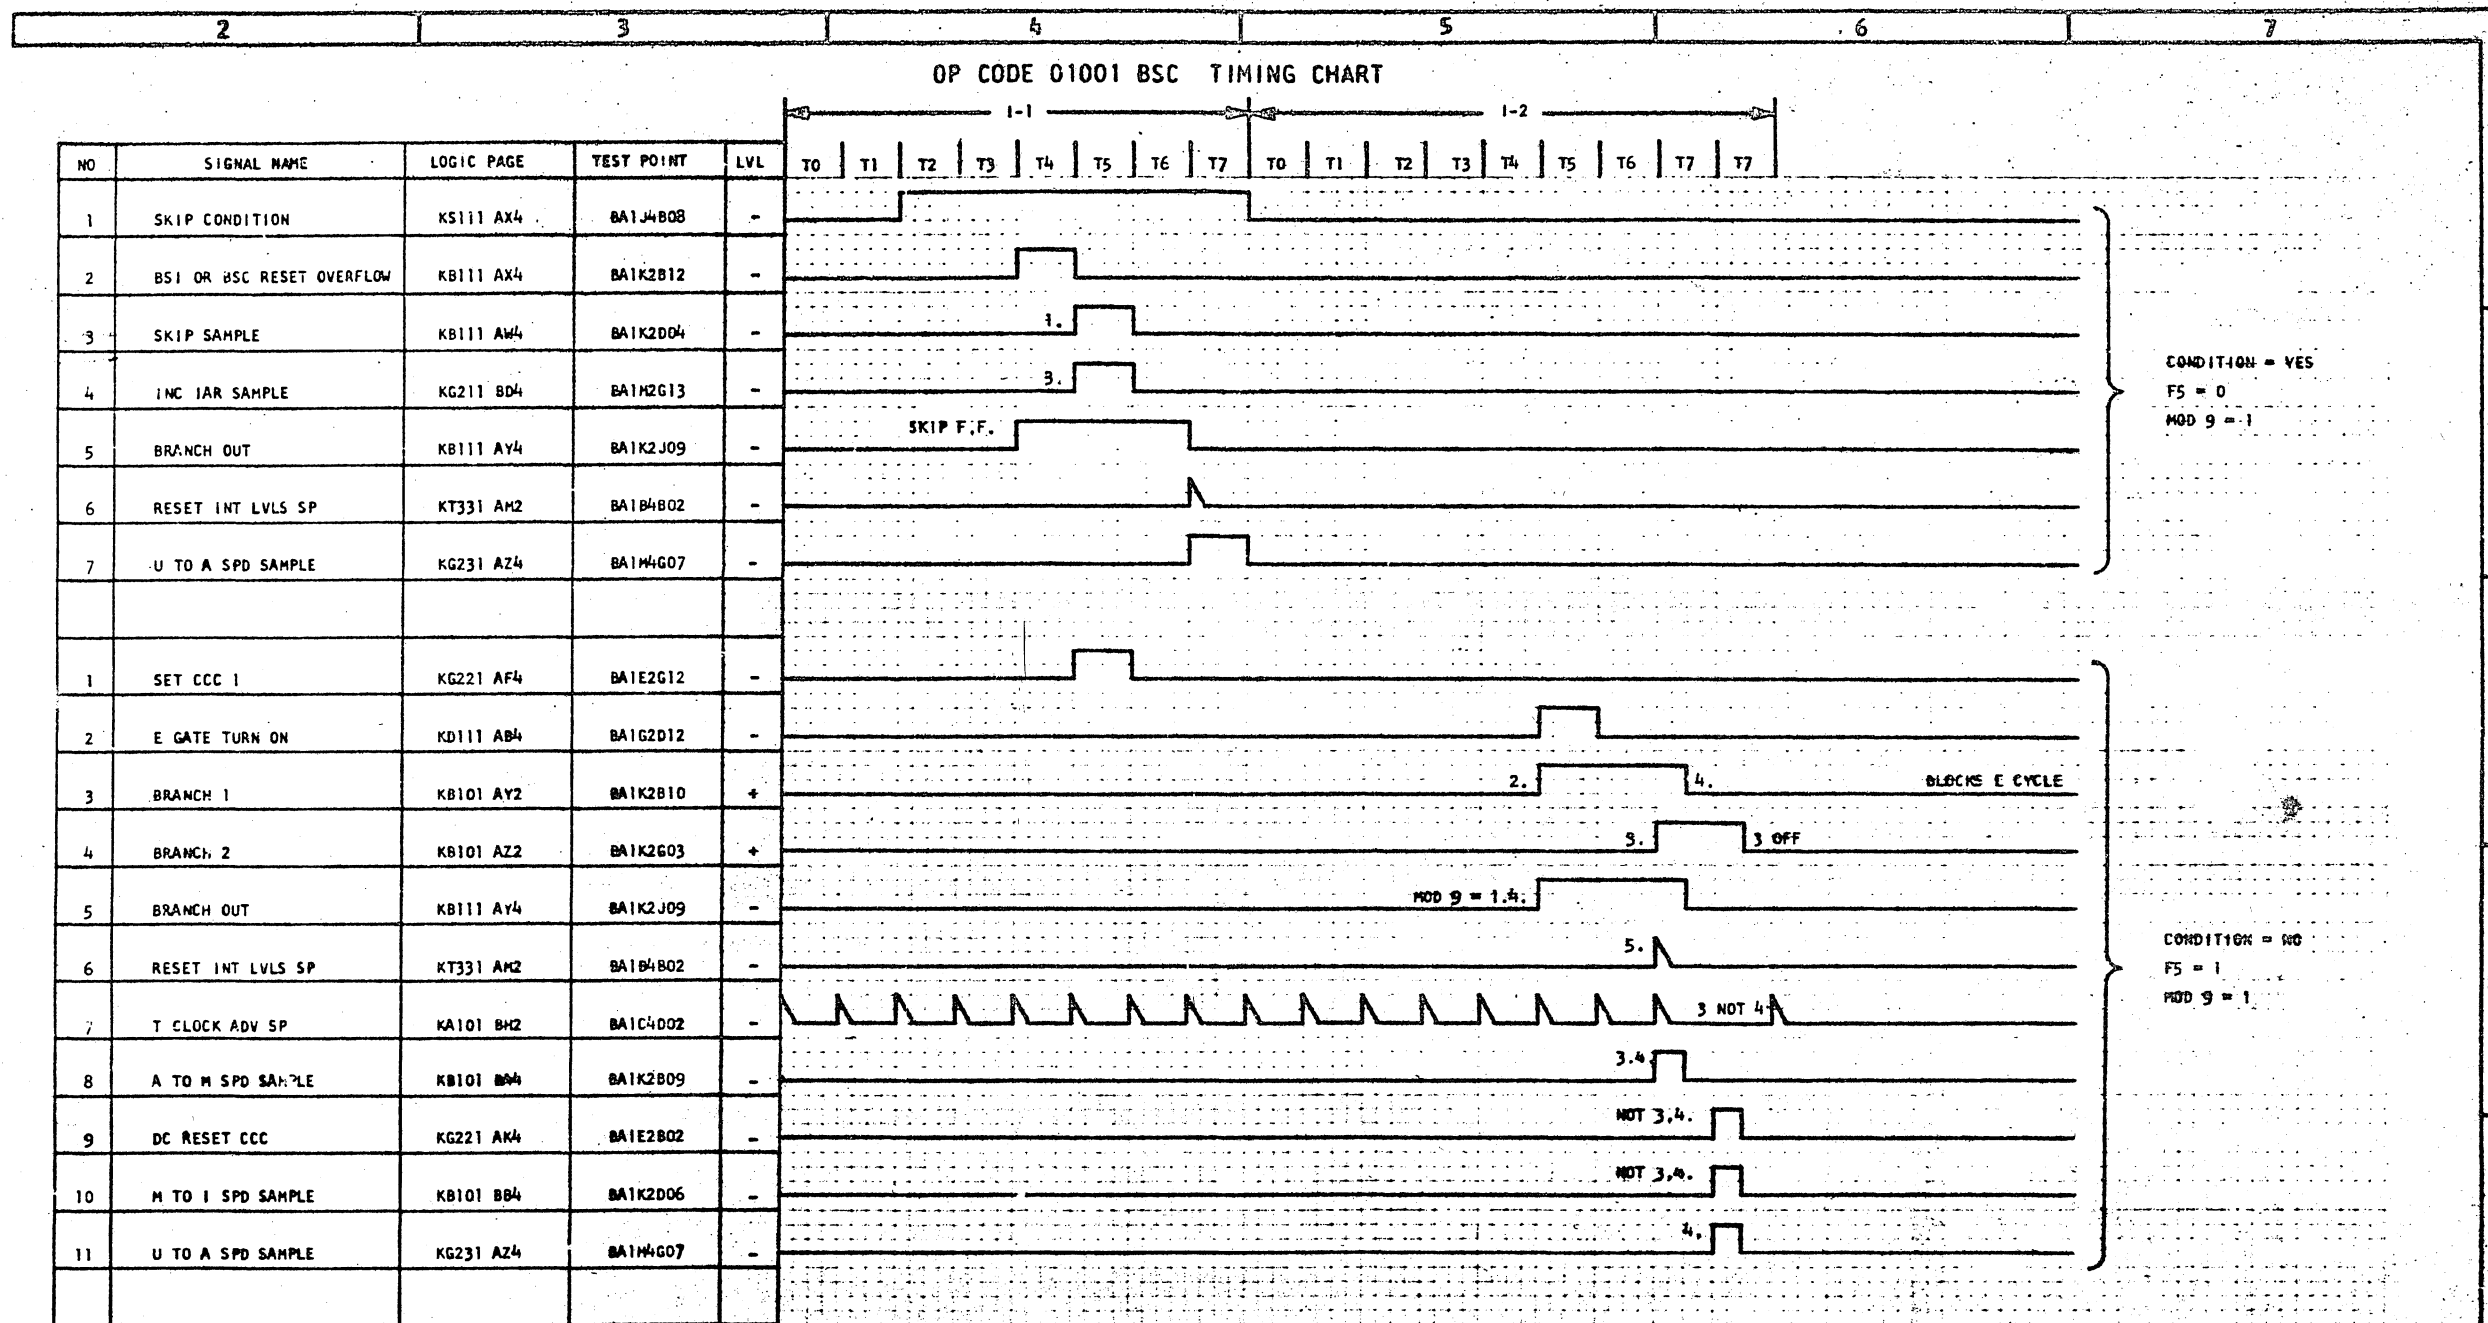 2 3 4 5 6 7
OP CODE 01001 BSC TIMING CHART
I-1 I-2
NO SIGNAL NAME LOGIC PAGE TEST POINT LVL T0 T1 T2 T3 T4 T5 T6 T7 T0 T1 T2 T3 T4 T5 T6 T7 T7
1 SKIP CONDITION KS111 AX4 BA1J4B08 -
2 BSI OR BSC RESET OVERFLOW KB111 AX4 BA1K2B12 -
3 SKIP SAMPLE KB111 AW4 BA1K2D04 - 1.
4 INC IAR SAMPLE KG211 BD4 BA1M2G13 - 3.
5 BRANCH OUT KB111 AY4 BA1K2J09 - SKIP F.F.
6 RESET INT LVLS SP KT331 AM2 BA1B4B02 -
7 U TO A SPD SAMPLE KG231 AZ4 BA1M4G07 -
CONDITION = YES
F5 = 0
MOD 9 = 1
1 SET CCC 1 KG221 AF4 BA1E2G12 -
2 E GATE TURN ON KD111 AB4 BA1G2D12 -
3 BRANCH 1 KB101 AY2 BA1K2B10 + 2. 4. BLOCKS E CYCLE
4 BRANCH 2 KB101 AZ2 BA1K2G03 + 3. 3 OFF
5 BRANCH OUT KB111 AY4 BA1K2J09 - MOD 9 = 1.4.
6 RESET INT LVLS SP KT331 AM2 BA1B4B02 - 5.
7 T CLOCK ADV SP KA101 BH2 BA1C4D02 - 3 NOT 4
8 A TO M SPD SAMPLE KB101 BA4 BA1K2B09 - 3.4
9 DC RESET CCC KG221 AK4 BA1E2B02 - NOT 3,4.
10 M TO I SPD SAMPLE KB101 BB4 BA1K2D06 - NOT 3,4.
11 U TO A SPD SAMPLE KG231 AZ4 BA1M4G07 - 4.
CONDITION = NO
F5 = 1
MOD 9 = 1